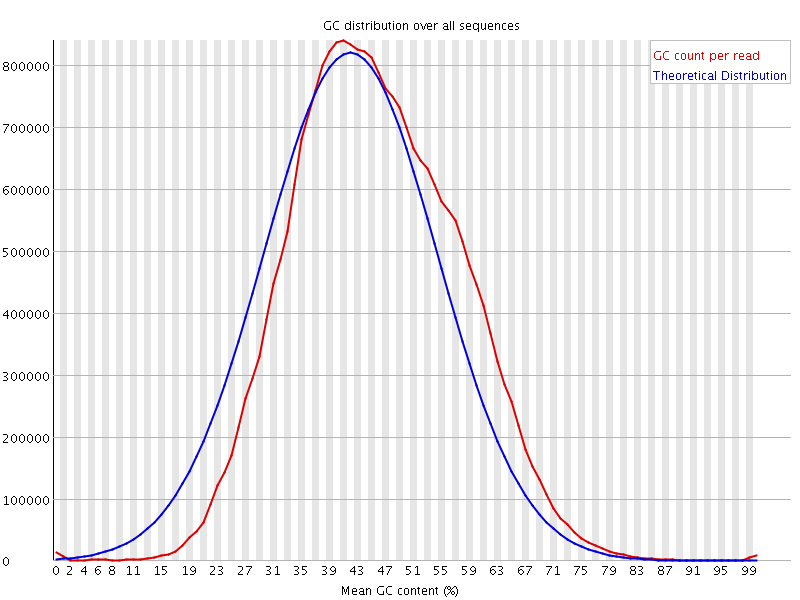 GC distribution over all sequences
GC count per read
Theoretical Distribution
800000
700000
600000
500000
400000
300000
200000
100000
0
0 2 4 6 8 11 15 19 23 27 31 35 39 43 47 51 55 59 63 67 71 75 79 83 87 91 95 99
Mean GC content (%)